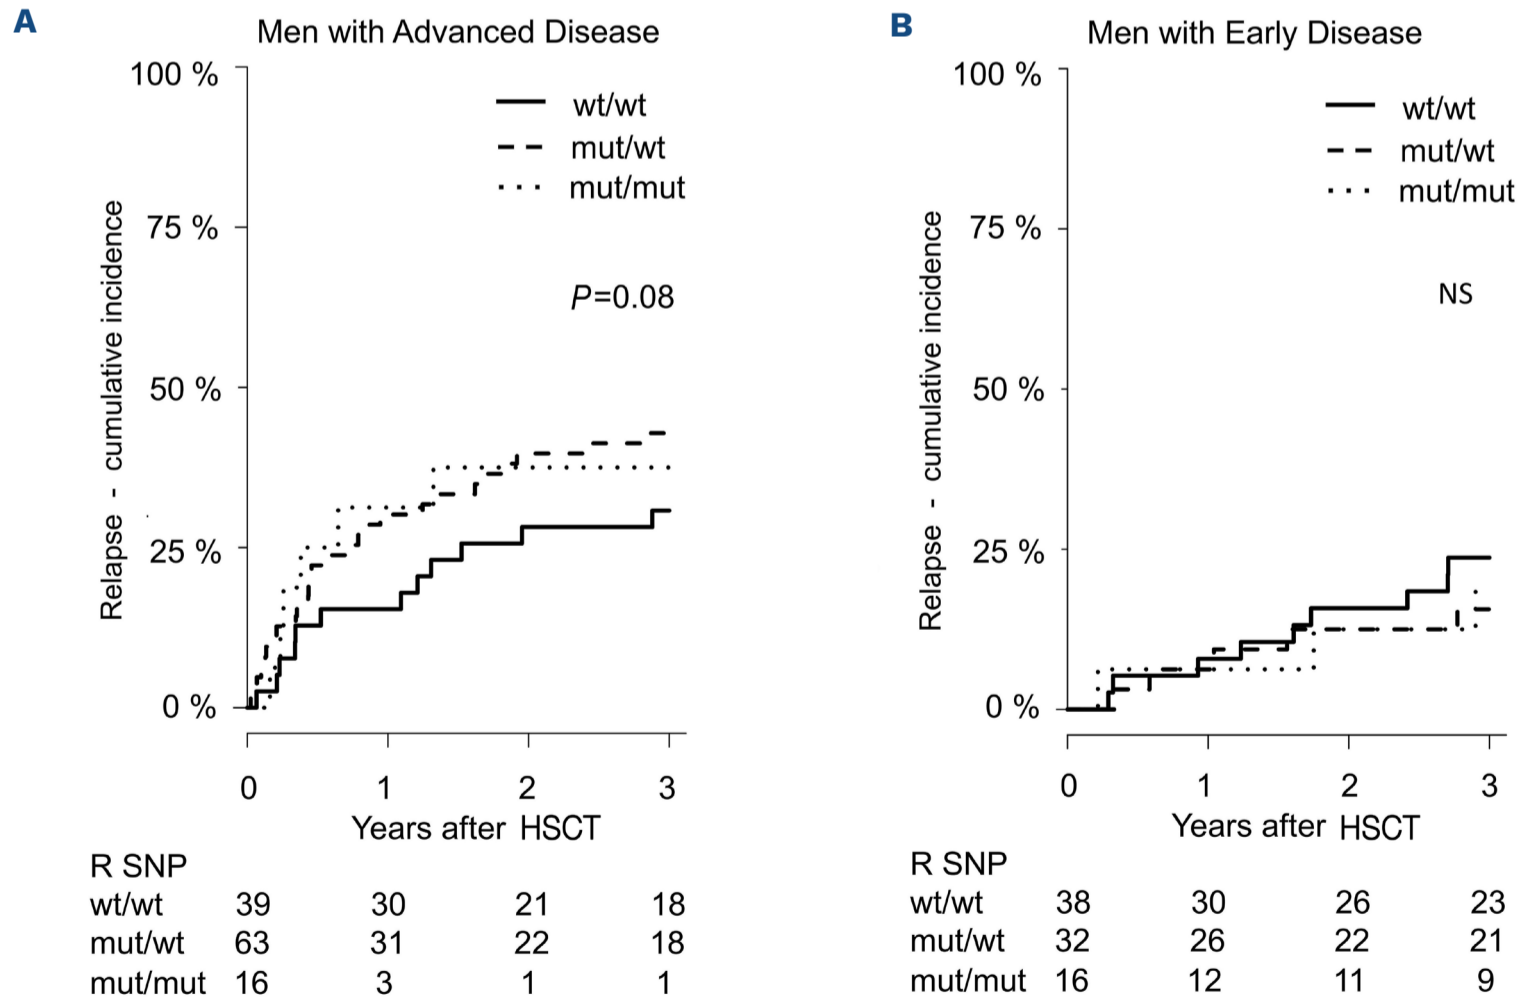 A
Men with Advanced Disease
100 %
75 %
50 %
25 %
0 %
Relapse - cumulative incidence
wt/wt
mut/wt
mut/mut
P=0.08
0 1 2 3
Years after HSCT
R SNP
wt/wt 39 30 21 18
mut/wt 63 31 22 18
mut/mut 16 3 1 1
B
Men with Early Disease
100 %
75 %
50 %
25 %
0 %
Relapse - cumulative incidence
wt/wt
mut/wt
mut/mut
NS
0 1 2 3
Years after HSCT
R SNP
wt/wt 38 30 26 23
mut/wt 32 26 22 21
mut/mut 16 12 11 9